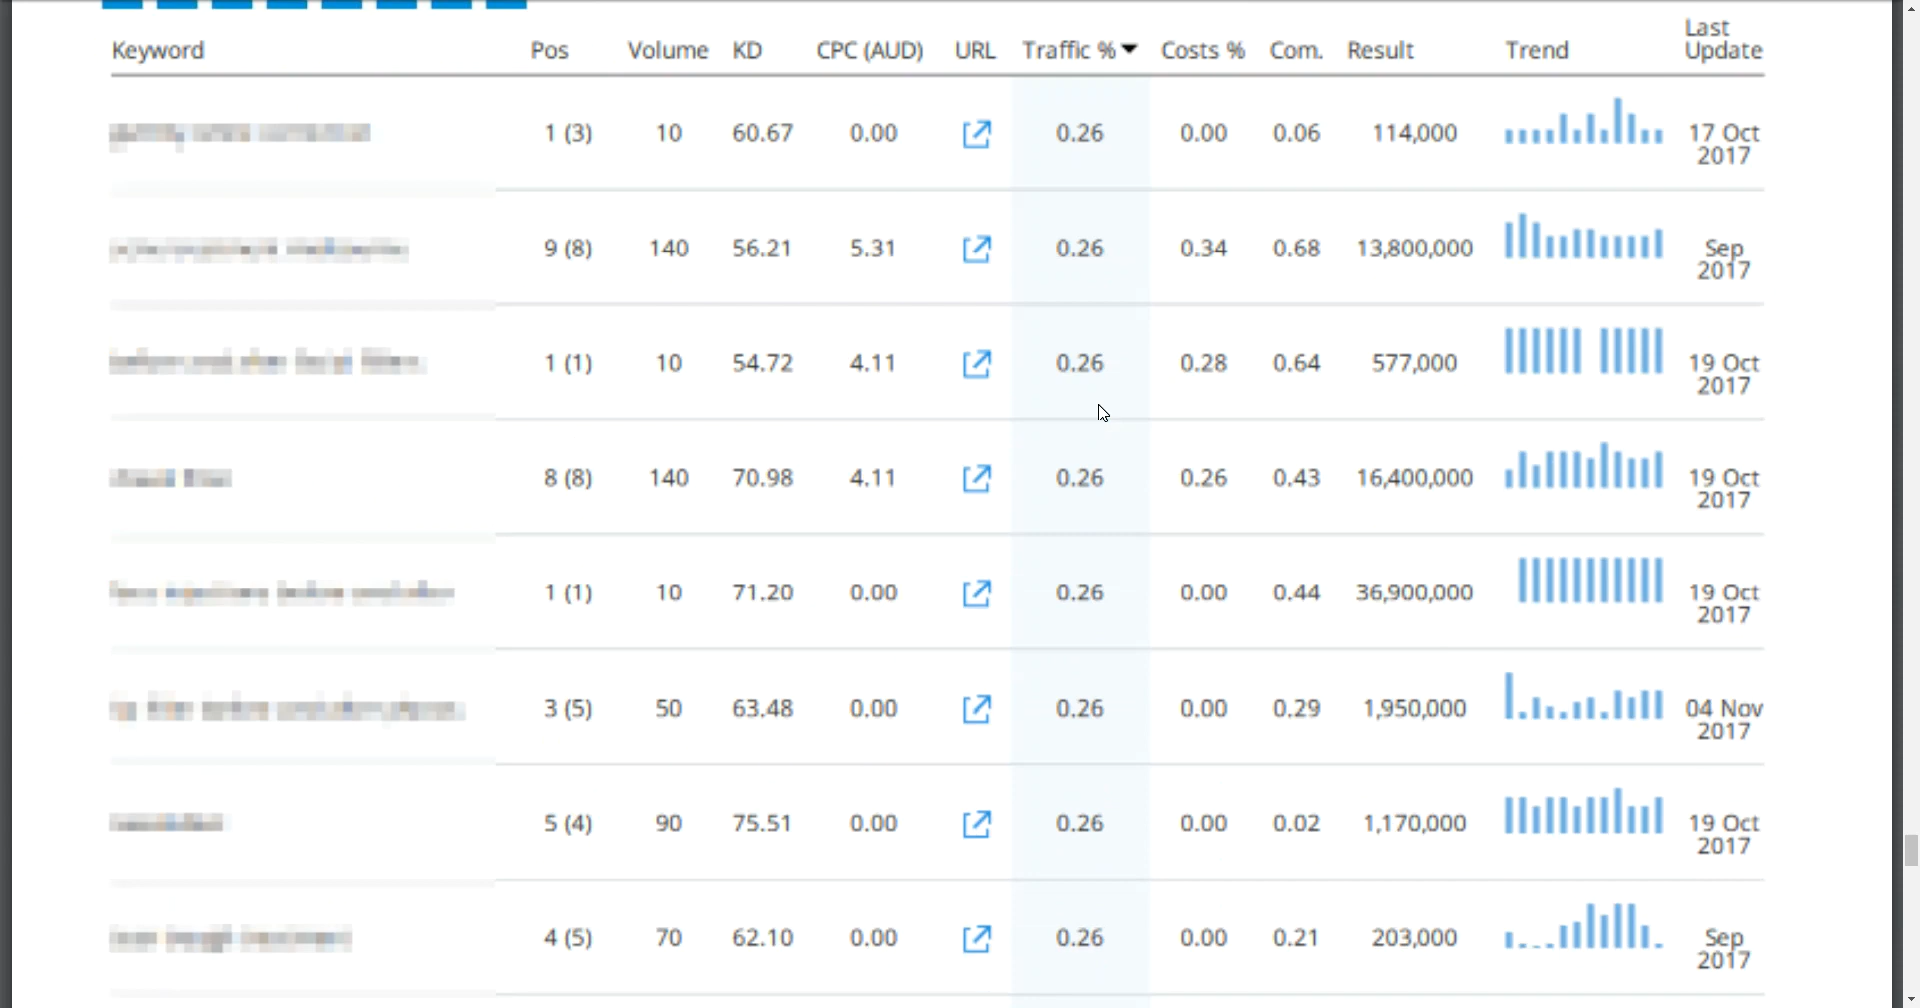 Keyword Pos Volume KD CPC (AUD) URL Traffic % Costs % Com. Result Trend Last Update
1 (3) 10 60.67 0.00 0.26 0.00 0.06 114,000 17 Oct 2017
9 (8) 140 56.21 5.31 0.26 0.34 0.68 13,800,000 Sep 2017
1 (1) 10 54.72 4.11 0.26 0.28 0.64 577,000 19 Oct 2017
8 (8) 140 70.98 4.11 0.26 0.26 0.43 16,400,000 19 Oct 2017
1 (1) 10 71.20 0.00 0.26 0.00 0.44 36,900,000 19 Oct 2017
3 (5) 50 63.48 0.00 0.26 0.00 0.29 1,950,000 04 Nov 2017
5 (4) 90 75.51 0.00 0.26 0.00 0.02 1,170,000 19 Oct 2017
4 (5) 70 62.10 0.00 0.26 0.00 0.21 203,000 Sep 2017